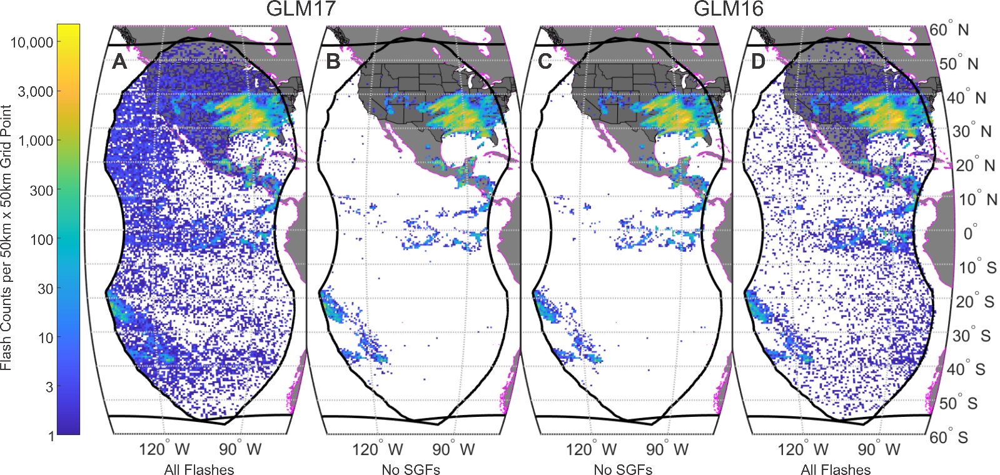 GLM17
GLM16
Flash Counts per 50km x 50km Grid Point
10,000
3,000
1,000
300
100
30
10
3
1
A
B
C
D
60° N
50° N
40° N
30° N
20° N
10° N
0°
10° S
20° S
30° S
40° S
50° S
60° S
120° W 90° W 120° W 90° W 120° W 90° W 120° W 90° W
All Flashes
No SGFs
No SGFs
All Flashes